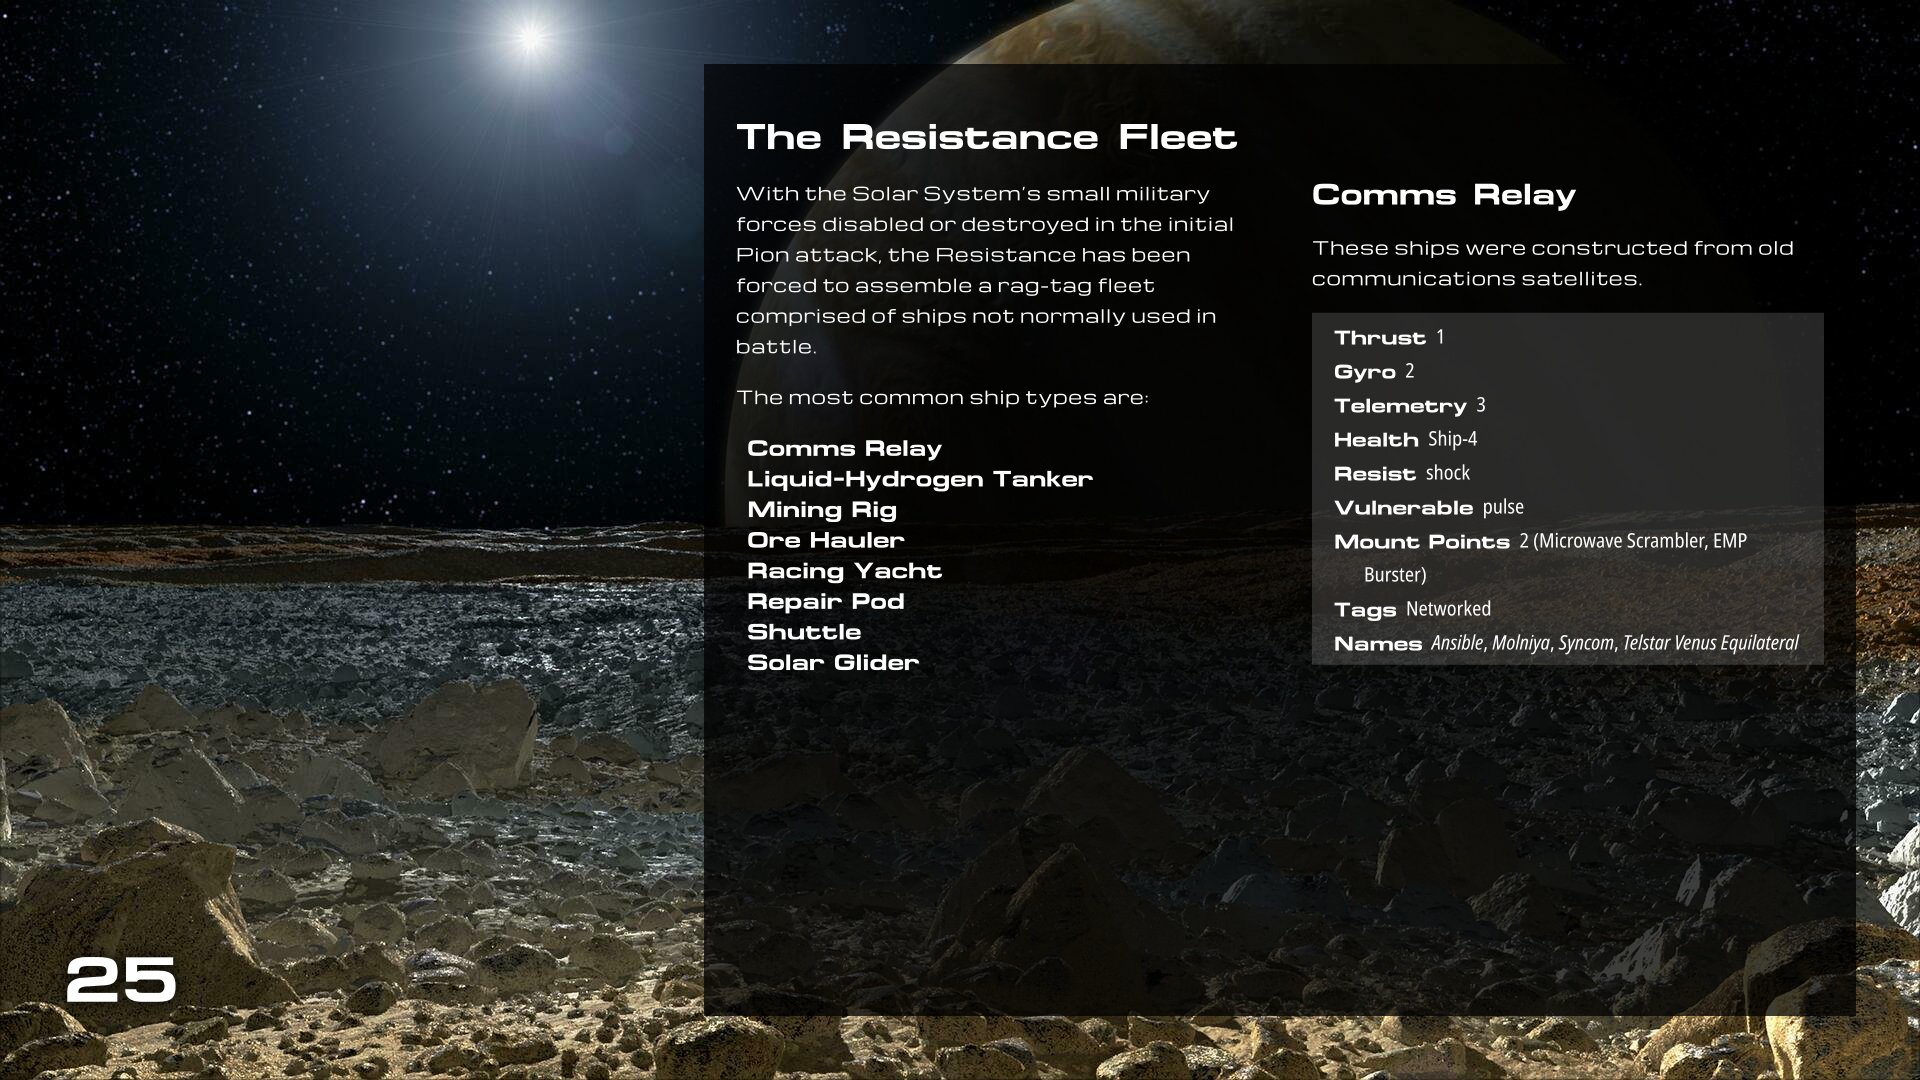 The Resistance Fleet
With the Solar System's small military
forces disabled or destroyed in the initial
Pion attack, the Resistance has been
forced to assemble a rag-tag fleet
comprised of ships not normally used in
battle.
The most common ship types are:
Comms Relay
Liquid-Hydrogen Tanker
Mining Rig
Ore Hauler
Racing Yacht
Repair Pod
Shuttle
Solar Glider
Comms Relay
These ships were constructed from old
communications satellites.
Thrust 1
Gyro 2
Telemetry 3
Health Ship-4
Resist shock
Vulnerable pulse
Mount Points 2 (Microwave Scrambler, EMP
Burster)
Tags Networked
Names Ansible, Molniya, Syncom, Telstar Venus Equilateral
25